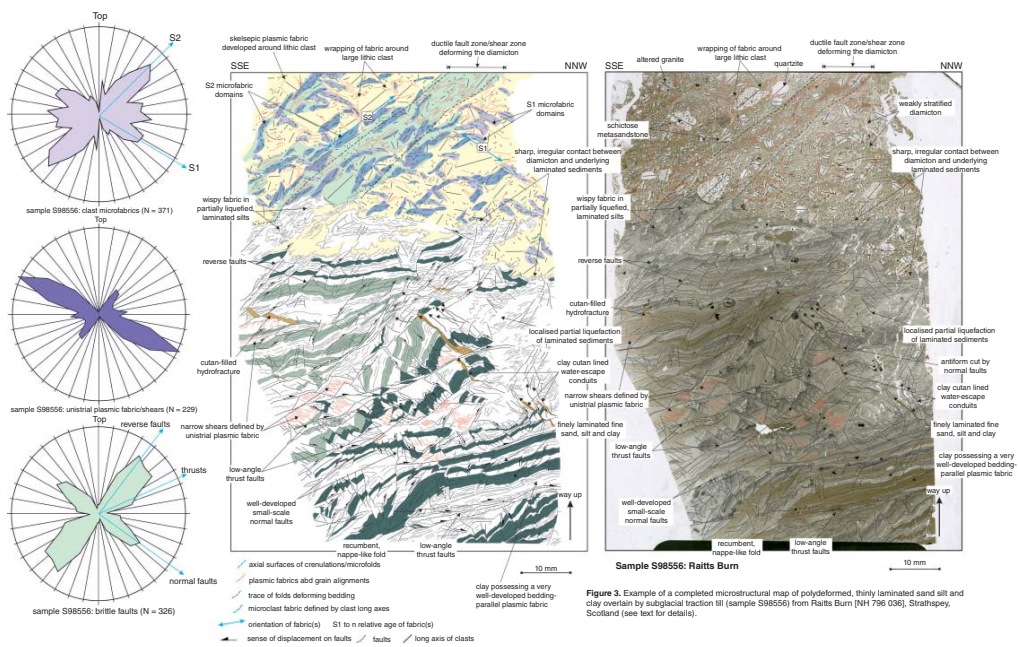 Top
S2
S1
sample S98556: clast microfabrics (N = 371)
Top
sample S98556: unistrial plasmic fabric/shears (N = 229)
Top
reverse faults
thrusts
normal faults
sample S98556: brittle faults (N = 326)
skelsepic plasmic fabric
developed around lithic clast
wrapping of fabric around
large lithic clast
ductile fault zone/shear zone
deforming the diamicton
SSE
NNW
S2 microfabric
domains
S2
S1
S1 microfabric
domains
sharp, irregular contact between
diamicton and underlying
laminated sediments
wispy fabric in
partially liquefied,
laminated silts
reverse faults
cutan-filled
hydrofracture
localised partial liquefaction
of laminated sediments
cutan-filled
hydrofracture
clay cutan lined
water-escape
conduits
narrow shears defined by
unistrial plasmic fabric
narrow shears defined by
unistrial plasmic fabric
finely laminated fine
sand, silt and clay
low-angle
thrust faults
low-angle
thrust faults
well-developed
small-scale
normal faults
way up
recumbent,
nappe-like fold
low-angle
thrust faults
10 mm
clay possessing a very
well-developed bedding-
parallel plasmic fabric
axial surfaces of crenulations/microfolds
plasmic fabrics abd grain alignments
trace of folds deforming bedding
microclast fabric defined by clast long axes
orientation of fabric(s) S1 to n relative age of fabric(s)
sense of displacement on faults faults long axis of clasts
SSE
altered granite
wrapping of fabric around
large lithic clast
quartzite
ductile fault zone/shear zone
deforming the diamicton
NNW
weakly stratified
diamicton
schictose
metasandstone
sharp, irregular contact between
diamicton and underlying
laminated sediments
wispy fabric in
partially liquefied,
laminated silts
reverse faults
localised partial liquefaction
of laminated sediments
antiform cut by
normal faults
clay cutan lined
water-escape
conduits
finely laminated fine
sand, silt and clay
clay possessing a very
well-developed bedding-
parallel plasmic fabric
well-developed
small-scale
normal faults
way up
recumbent,
nappe-like fold
low-angle
thrust faults
10 mm
Sample S98556: Raitts Burn
Figure 3. Example of a completed microstructural map of polydeformed, thinly laminated sand silt and
clay overlain by subglacial traction till (sample S98556) from Raitts Burn [NH 796 036], Strathspey,
Scotland (see text for details).